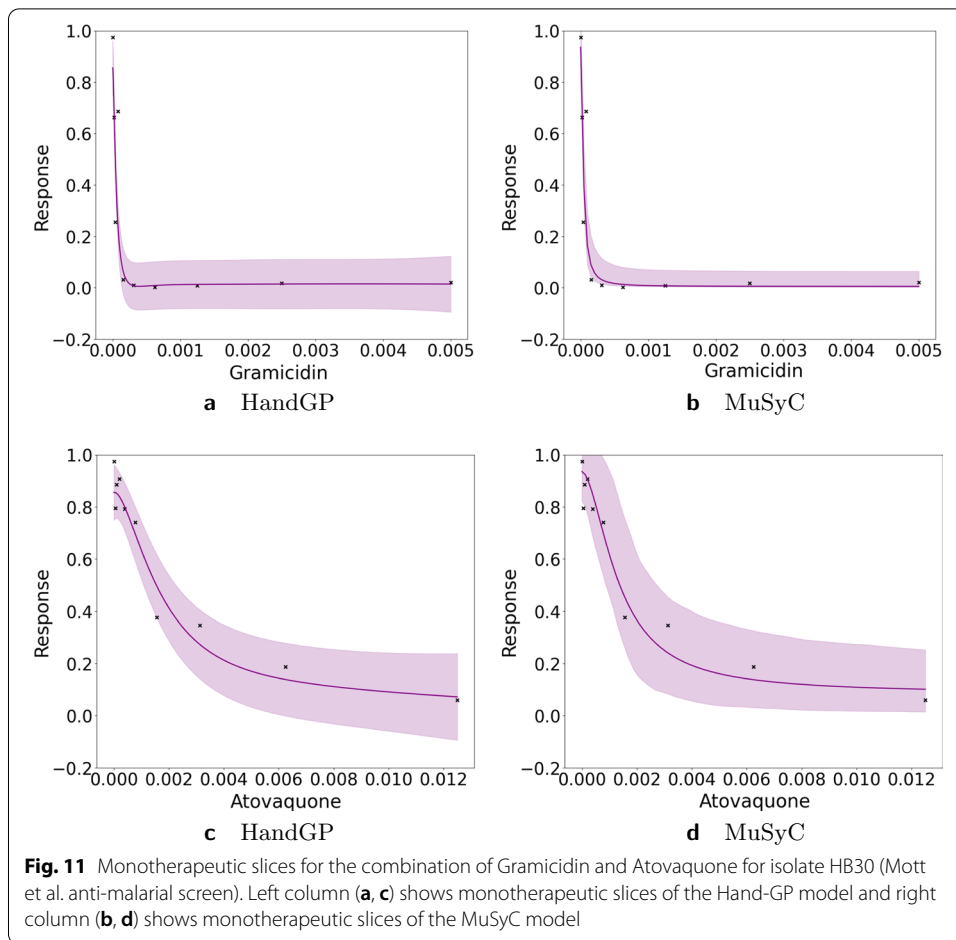 1.0
0.8
0.6
0.4
0.2
0.0
−0.2
Response
0.000 0.001 0.002 0.003 0.004 0.005
Gramicidin
a HandGP
1.0
0.8
0.6
0.4
0.2
0.0
−0.2
Response
0.000 0.001 0.002 0.003 0.004 0.005
Gramicidin
b MuSyC
1.0
0.8
0.6
0.4
0.2
0.0
−0.2
Response
0.000 0.002 0.004 0.006 0.008 0.010 0.012
Atovaquone
c HandGP
1.0
0.8
0.6
0.4
0.2
0.0
−0.2
Response
0.000 0.002 0.004 0.006 0.008 0.010 0.012
Atovaquone
d MuSyC
Fig. 11 Monotherapeutic slices for the combination of Gramicidin and Atovaquone for isolate HB30 (Mott
et al. anti-malarial screen). Left column (a, c) shows monotherapeutic slices of the Hand-GP model and right
column (b, d) shows monotherapeutic slices of the MuSyC model